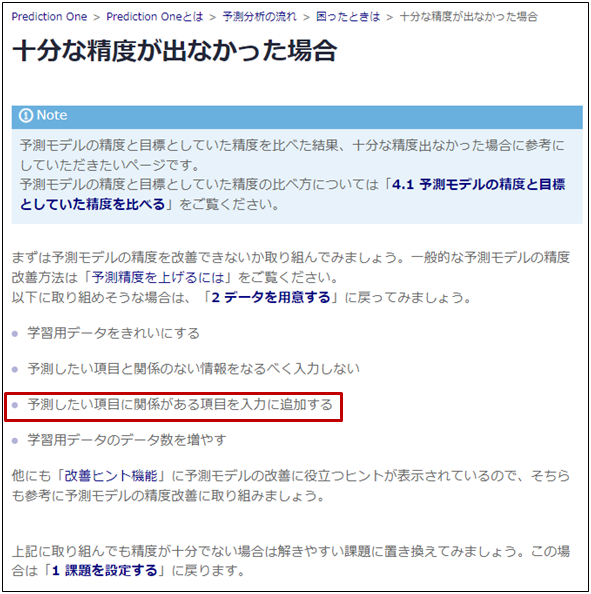 Prediction One > Prediction Oneとは > 予測分析の流れ > 困ったときは > 十分な精度が出なかった場合
十分な精度が出なかった場合
Note
予測モデルの精度と目標としていた精度を比べた結果、十分な精度出なかった場合に参考に
していただきたいページです。
予測モデルの精度と目標としていた精度の比べ方については「4.1 予測モデルの精度と目標
としていた精度を比べる」をご覧ください。
まずは予測モデルの精度を改善できないか取り組んでみましょう。一般的な予測モデルの精度
改善方法は「予測精度を上げるには」をご覧ください。
以下に取り組めそうな場合は、「2 データを用意する」に戻ってみましょう。
学習用データをきれいにする
予測したい項目と関係のない情報をなるべく入力しない
予測したい項目に関係がある項目を入力に追加する
学習用データのデータ数を増やす
他にも「改善ヒント機能」に予測モデルの改善に役立つヒントが表示されているので、そちら
も参考に予測モデルの精度改善に取り組みましょう。
上記に取り組んでも精度が十分でない場合は解きやすい課題に置き換えてみましょう。この場
合は「1 課題を設定する」に戻ります。